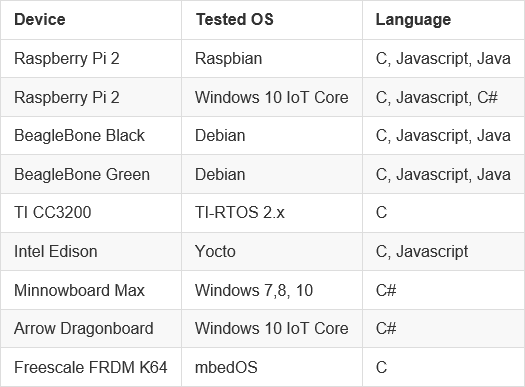 Device Tested OS Language
Raspberry Pi 2 Raspbian C, Javascript, Java
Raspberry Pi 2 Windows 10 IoT Core C, Javascript, C#
BeagleBone Black Debian C, Javascript, Java
BeagleBone Green Debian C, Javascript, Java
TI CC3200 TI-RTOS 2.x C
Intel Edison Yocto C, Javascript
Minnowboard Max Windows 7,8, 10 C#
Arrow Dragonboard Windows 10 IoT Core C#
Freescale FRDM K64 mbedOS C